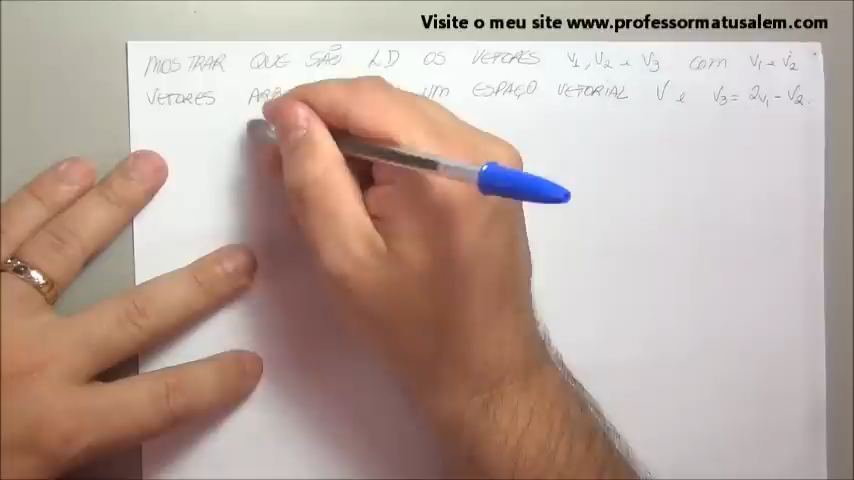 Visite o meu site www.professormatusalem.com
MOSTRAR QUE SÃO LD OS VETORES v₁, v₂ e v₃ com v₁ e v₂
VETORES UM ESPAÇO VETORIAL V e v₃ = 2v₁ - v₂.